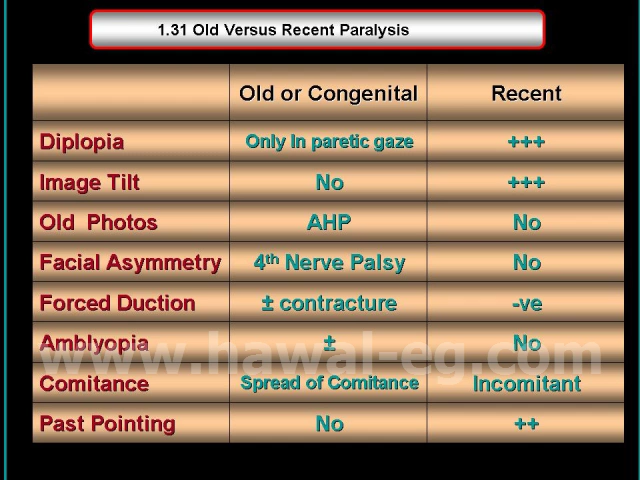 1.31 Old Versus Recent Paralysis
Old or Congenital Recent
Diplopia Only in paretic gaze +++
Image Tilt No +++
Old Photos AHP No
Facial Asymmetry 4th Nerve Palsy No
Forced Duction ± contracture -ve
Amblyopia ± No
www.hawal-eg.com
Comitance Spread of Comitance Incomitant
Past Pointing No ++